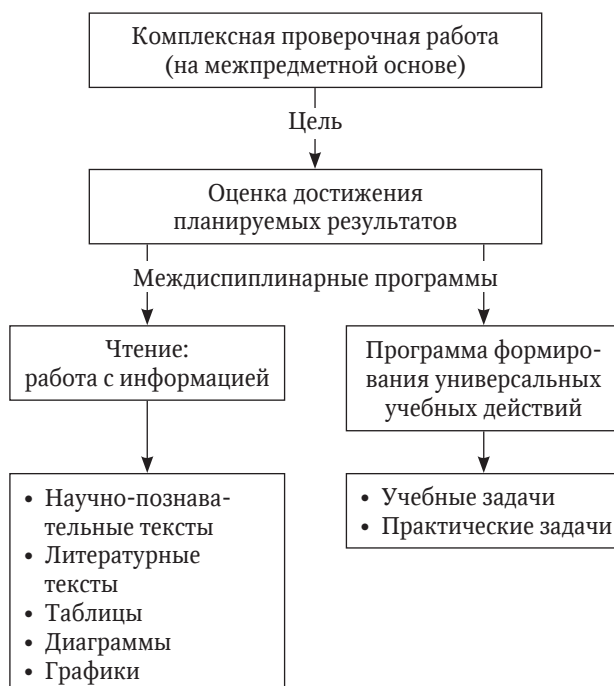 Комплексная проверочная работа
(на межпредметной основе)
Цель
Оценка достижения
планируемых результатов
Междиспиплинарные программы
Чтение:
работа с информацией
Программа формиро-
вания универсальных
учебных действий
• Научно-познава-
тельные тексты
• Литературные
тексты
• Таблицы
• Диаграммы
• Графики
• Учебные задачи
• Практические задачи